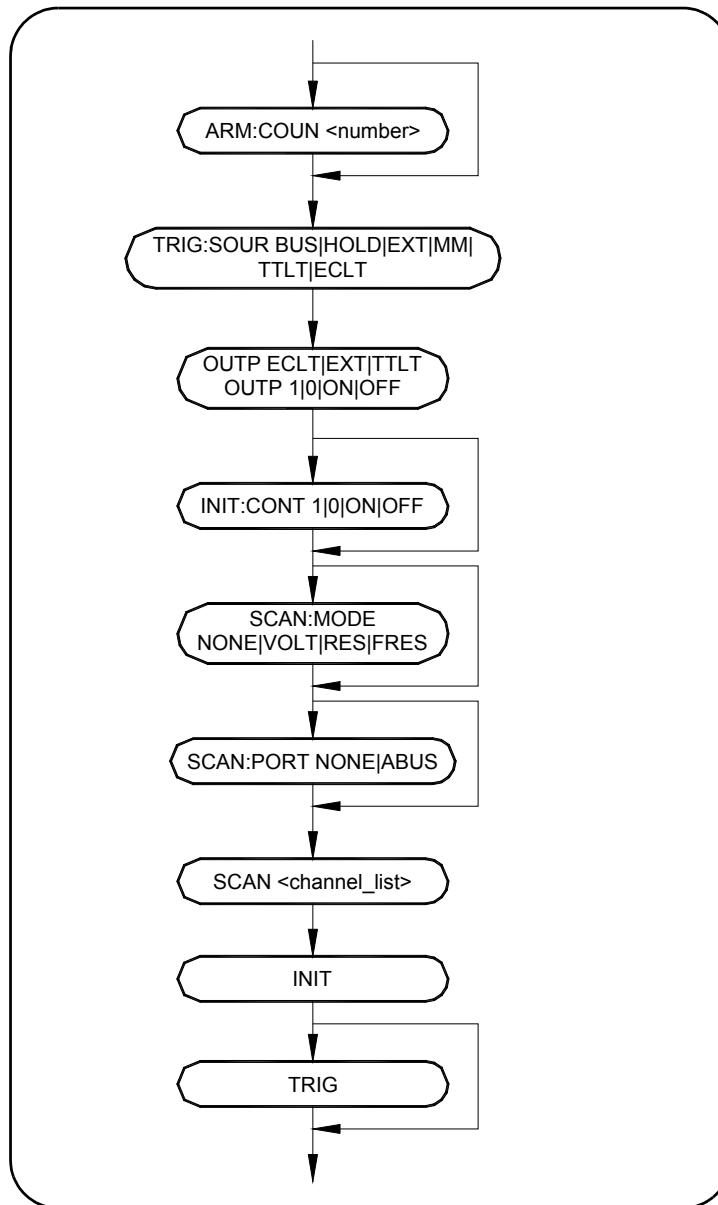 ARM:COUN <number>
TRIG:SOUR BUS|HOLD|EXT|MM|
TTLT|ECLT
OUTP ECLT|EXT|TTLT
OUTP 1|0|ON|OFF
INIT:CONT 1|0|ON|OFF
SCAN:MODE
NONE|VOLT|RES|FRES
SCAN:PORT NONE|ABUS
SCAN <channel_list>
INIT
TRIG